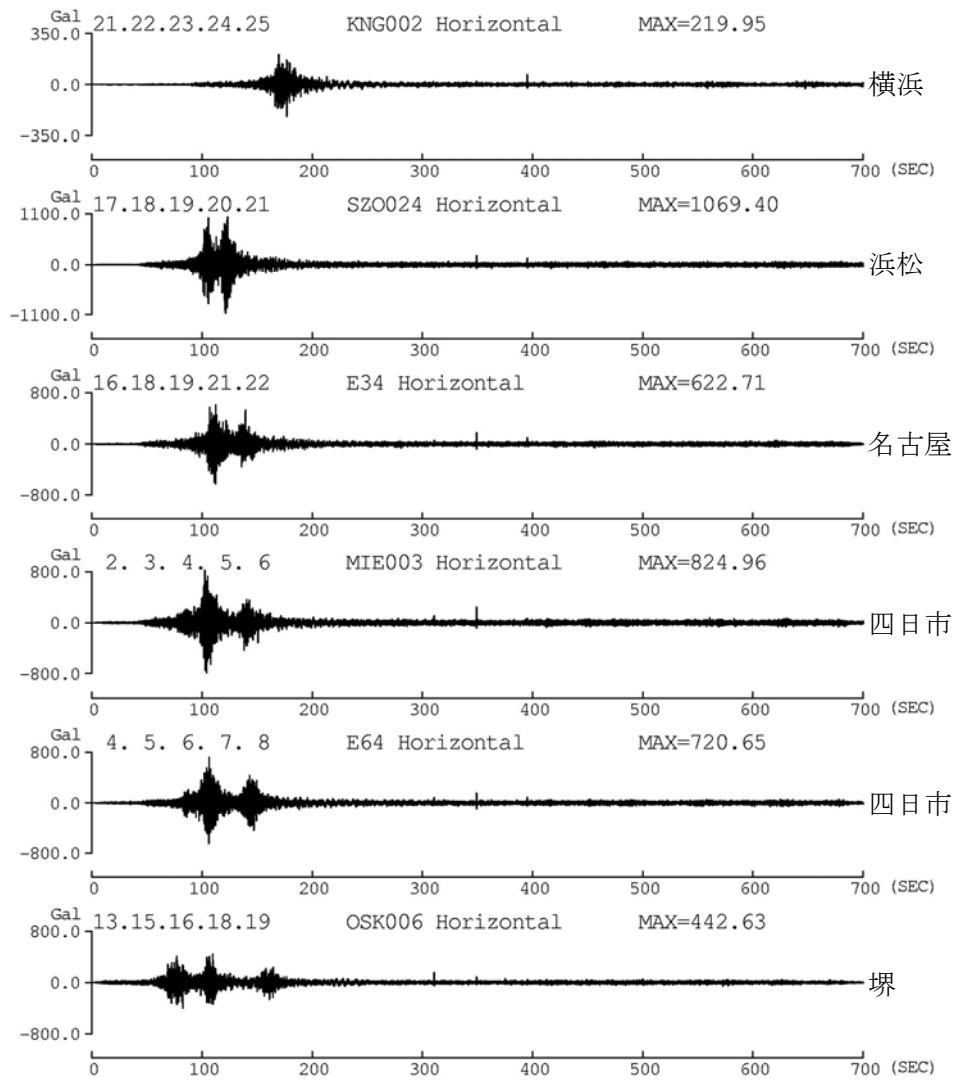 Gal 21.22.23.24.25 KNG002 Horizontal MAX=219.95
350.0
0.0 横浜
-350.0
0 100 200 300 400 500 600 700 (SEC)
Gal 17.18.19.20.21 SZO024 Horizontal MAX=1069.40
1100.0
0.0 浜松
-1100.0
0 100 200 300 400 500 600 700 (SEC)
Gal 16.18.19.21.22 E34 Horizontal MAX=622.71
800.0
0.0 名古屋
-800.0
0 100 200 300 400 500 600 700 (SEC)
Gal 2. 3. 4. 5. 6 MIE003 Horizontal MAX=824.96
800.0
0.0 四日市
-800.0
0 100 200 300 400 500 600 700 (SEC)
Gal 4. 5. 6. 7. 8 E64 Horizontal MAX=720.65
800.0
0.0 四日市
-800.0
0 100 200 300 400 500 600 700 (SEC)
Gal 13.15.16.18.19 OSK006 Horizontal MAX=442.63
800.0
0.0 堺
-800.0
0 100 200 300 400 500 600 700 (SEC)